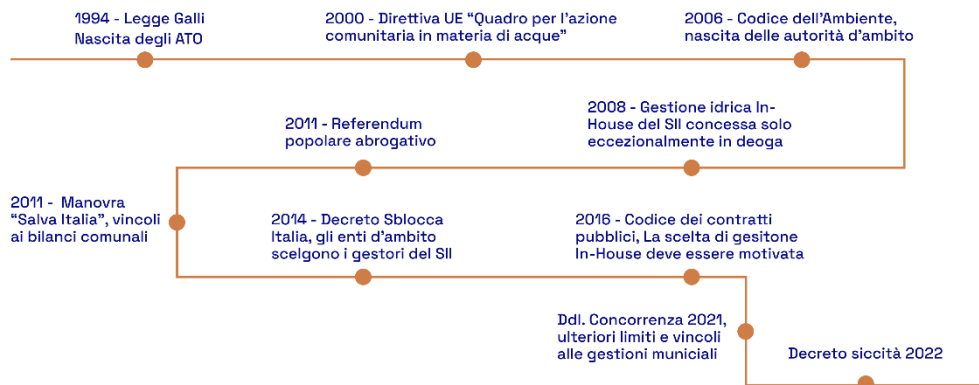 1994 - Legge Galli
Nascita degli ATO
2000 - Direttiva UE “Quadro per l’azione
comunitaria in materia di acque”
2006 - Codice dell’Ambiente,
nascita delle autorità d’ambito
2008 - Gestione idrica In-
House del SII concessa solo
eccezionalmente in deoga
2011 - Referendum
popolare abrogativo
2011 - Manovra
“Salva Italia”, vincoli
ai bilanci comunali
2014 - Decreto Sblocca
Italia, gli enti d’ambito
scelgono i gestori del SII
2016 - Codice dei contratti
pubblici, La scelta di gesitone
In-House deve essere motivata
Ddl. Concorrenza 2021,
ulteriori limiti e vincoli
alle gestioni municiali
Decreto siccità 2022